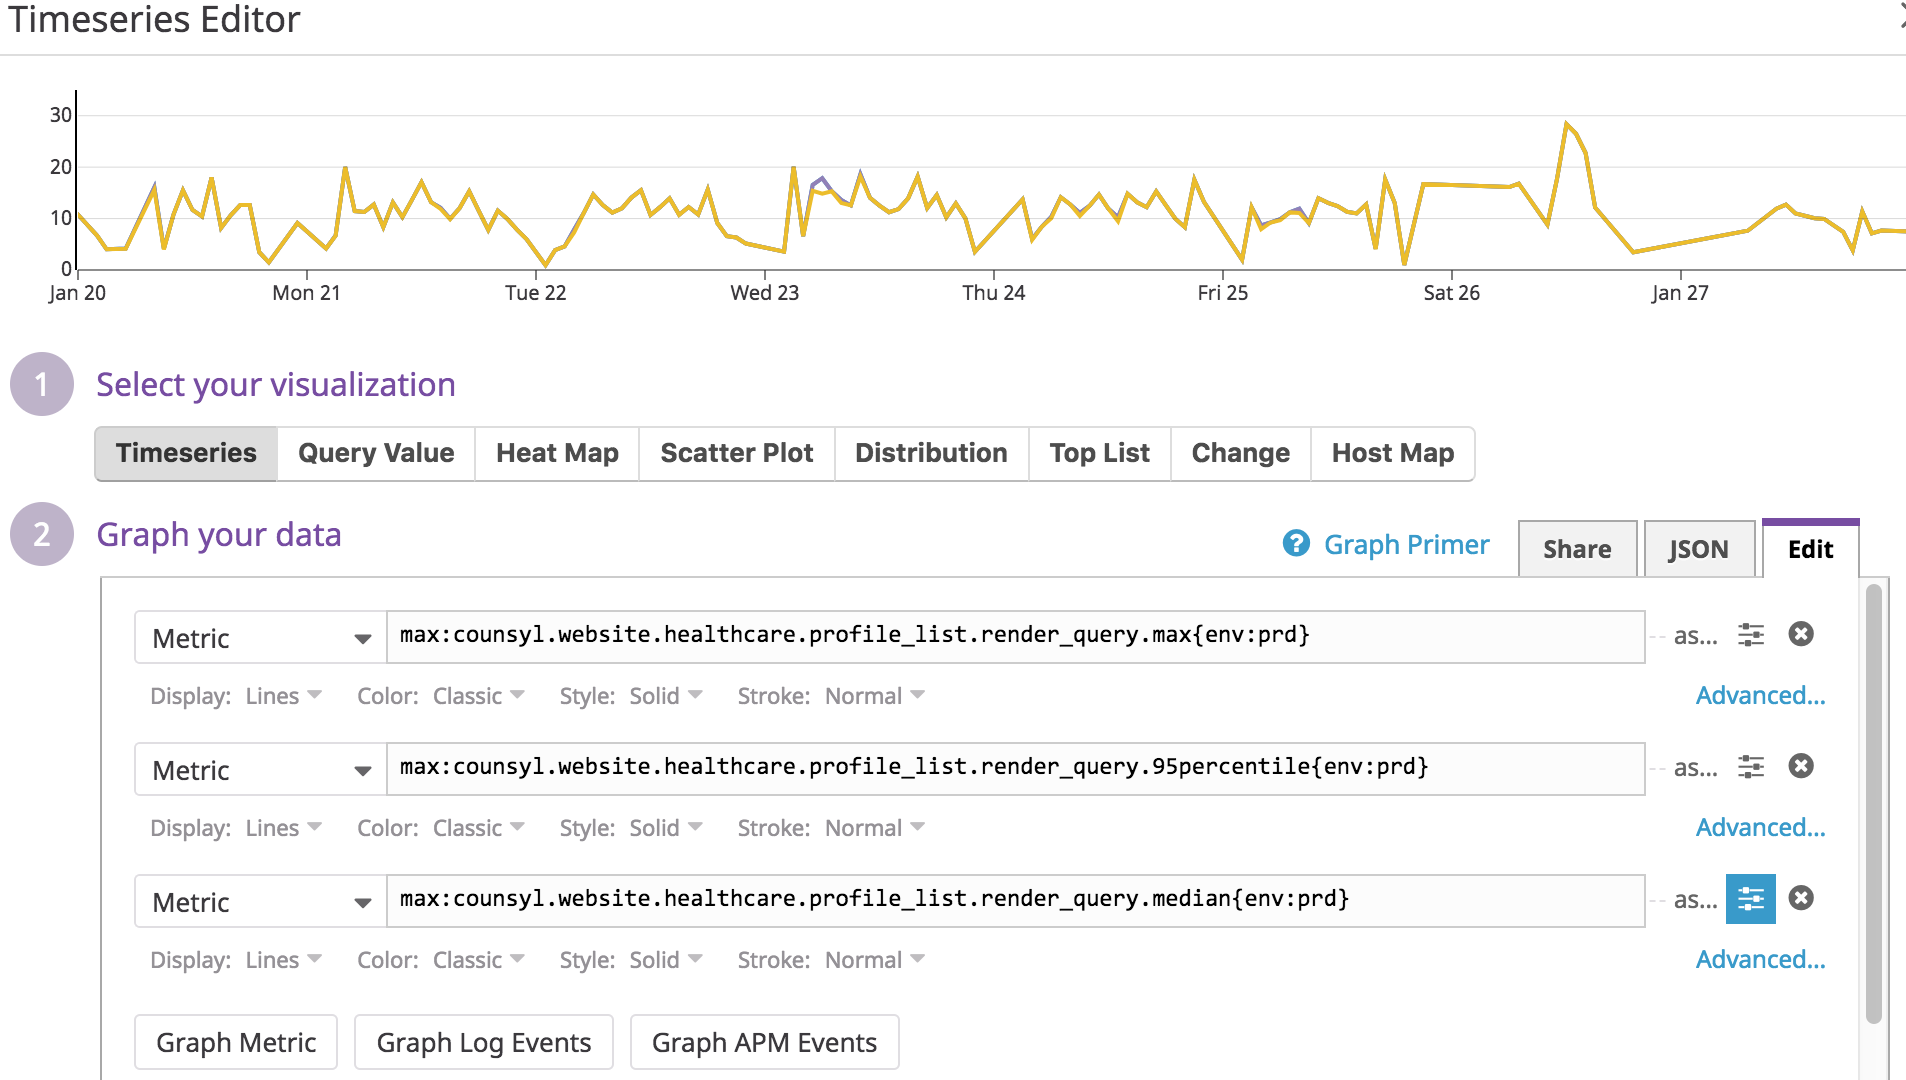 Timeseries Editor
30
20
10
0
Jan 20 Mon 21 Tue 22 Wed 23 Thu 24 Fri 25 Sat 26 Jan 27
1 Select your visualization
Timeseries Query Value Heat Map Scatter Plot Distribution Top List Change Host Map
2 Graph your data ? Graph Primer Share JSON Edit
Metric max:counsyl.website.healthcare.profile_list.render_query.max{env:prd} as...
Display: Lines Color: Classic Style: Solid Stroke: Normal Advanced...
Metric max:counsyl.website.healthcare.profile_list.render_query.95percentile{env:prd} as...
Display: Lines Color: Classic Style: Solid Stroke: Normal Advanced...
Metric max:counsyl.website.healthcare.profile_list.render_query.median{env:prd} as...
Display: Lines Color: Classic Style: Solid Stroke: Normal Advanced...
Graph Metric Graph Log Events Graph APM Events